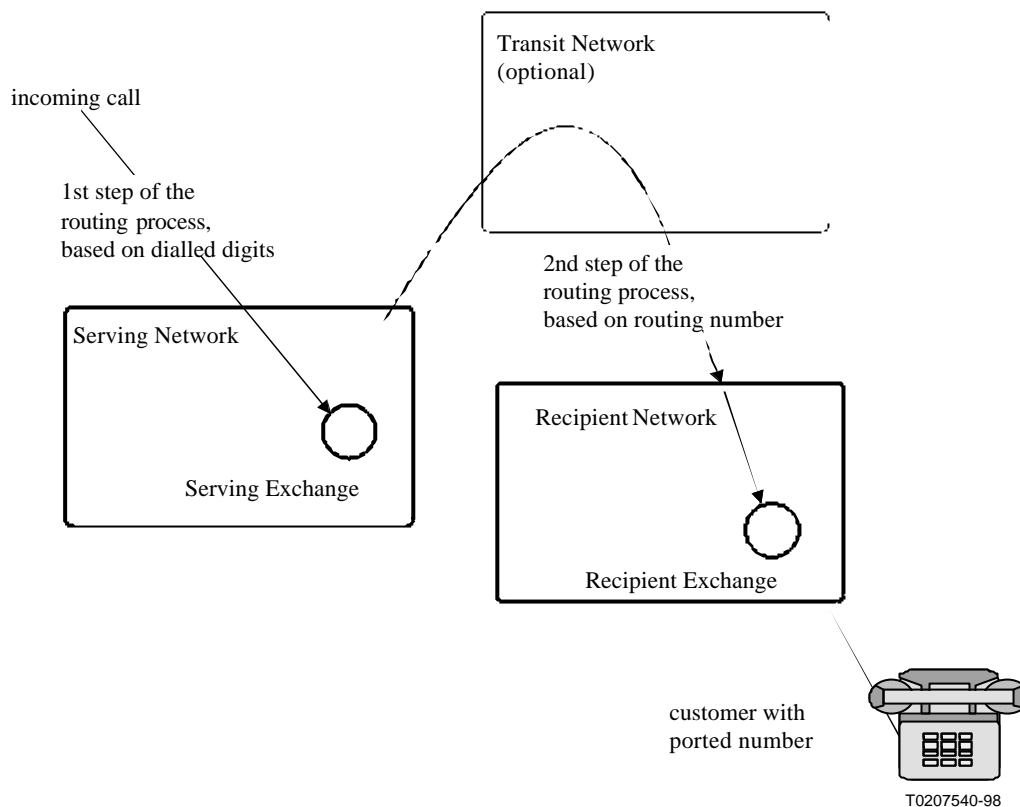 Transit Network
(optional)
incoming call
1st step of the
routing process,
based on dialled digits
2nd step of the
routing process,
based on routing number
Serving Network
Serving Exchange
Recipient Network
Recipient Exchange
customer with
ported number
T0207540-98